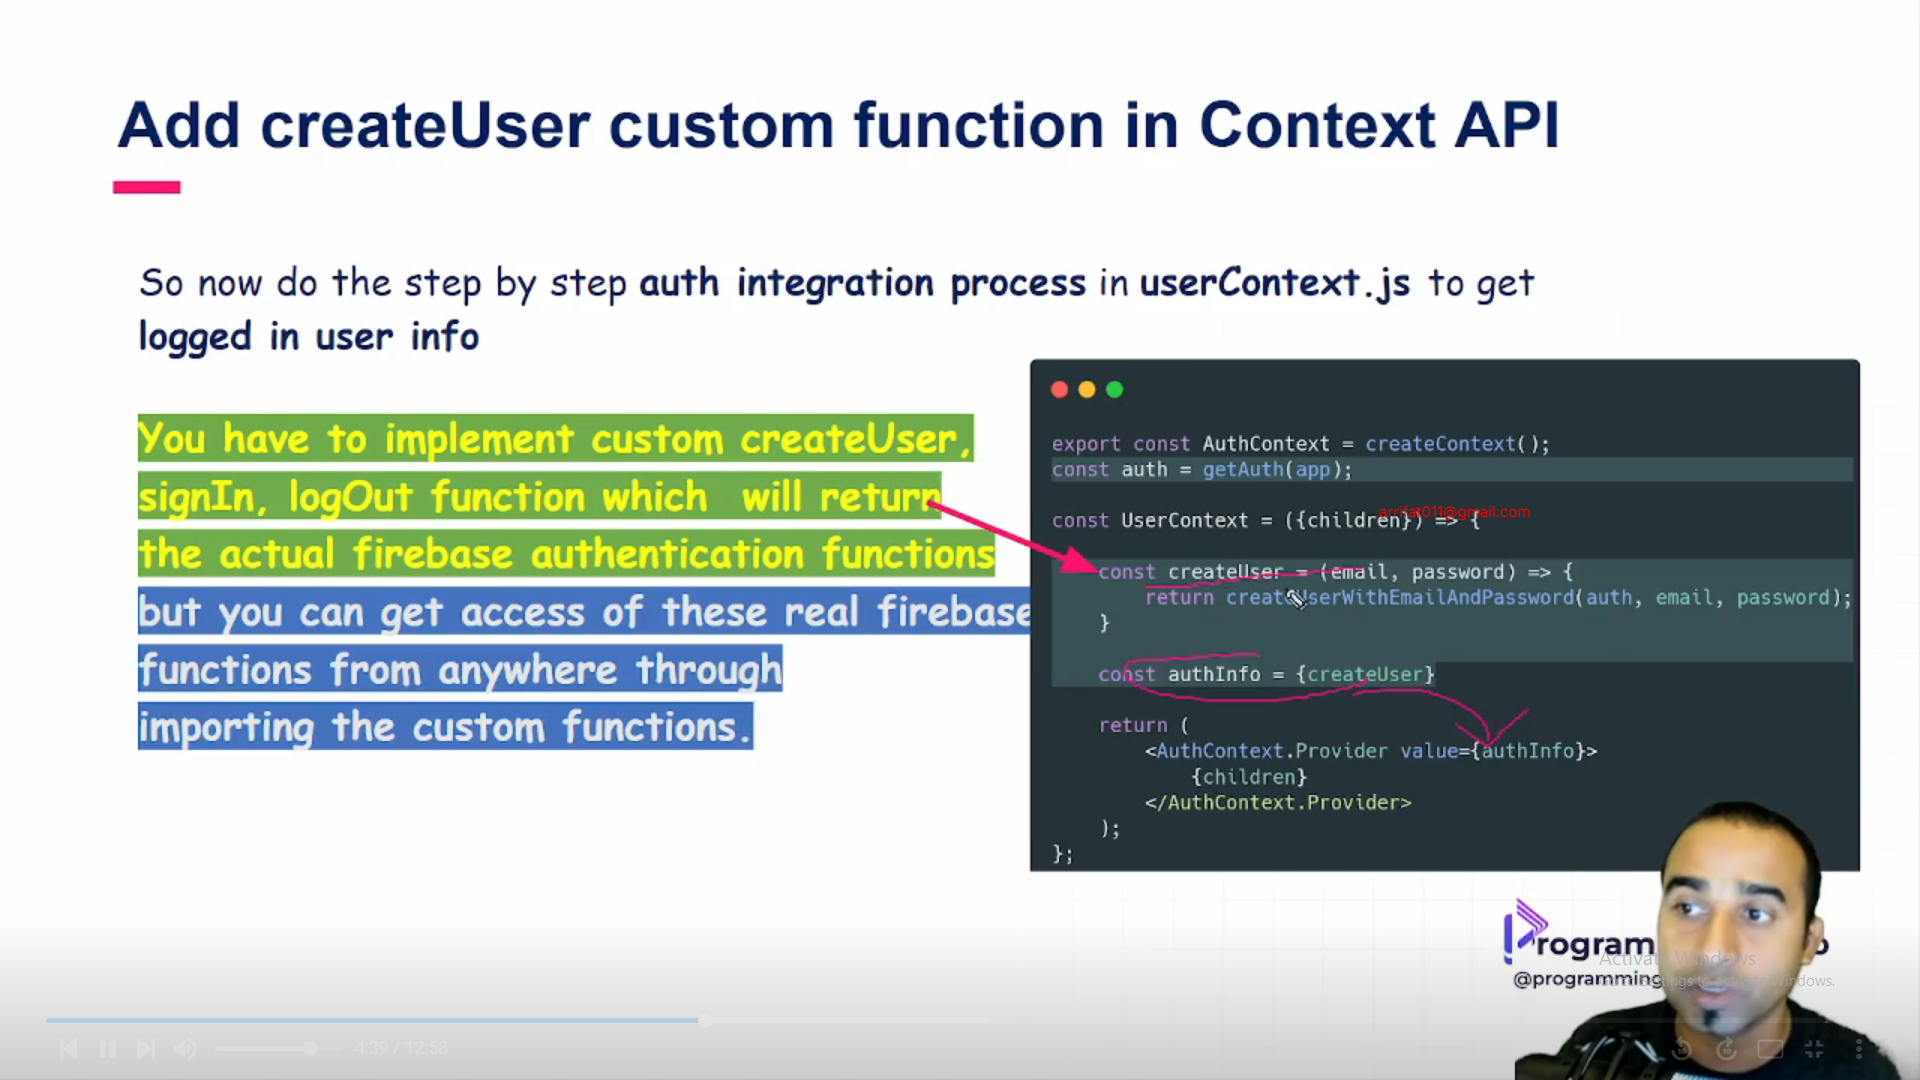 Add createUser custom function in Context API
So now do the step by step auth integration process in userContext.js to get
logged in user info
You have to implement custom createUser,
signIn, logOut function which will return
the actual firebase authentication functions
but you can get access of these real firebase
functions from anywhere through
importing the custom functions.
export const AuthContext = createContext();
const auth = getAuth(app);
arrifat011@gmail.com
const UserContext = ({children}) => {
const createUser = (email, password) => {
return createUserWithEmailAndPassword(auth, email, password);
}
const authInfo = {createUser}
return (
<AuthContext.Provider value={authInfo}>
{children}
</AuthContext.Provider>
);
};
Program
@programming
Activate Windows
4:39 / 12:58
10
10